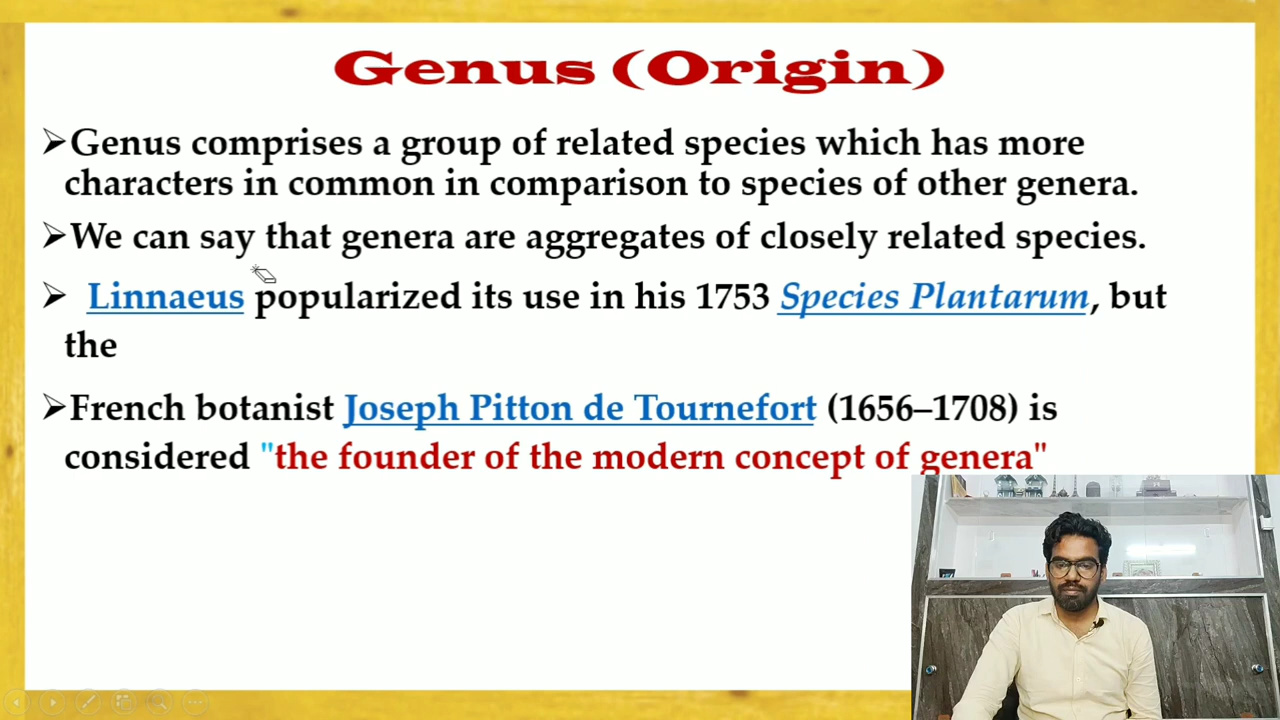 Genus (Origin)
➢Genus comprises a group of related species which has more
characters in common in comparison to species of other genera.
➢We can say that genera are aggregates of closely related species.
➢ Linnaeus popularized its use in his 1753 Species Plantarum, but
the
➢French botanist Joseph Pitton de Tournefort (1656–1708) is
considered "the founder of the modern concept of genera"